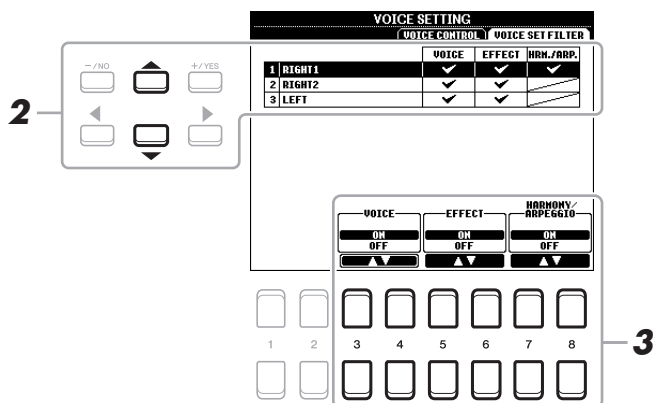 VOICE SETTING
VOICE CONTROL VOICE SET FILTER
VOICE EFFECT HRM./ARP.
1 RIGHT1
2 RIGHT2
3 LEFT
-/NO +/YES
2
VOICE EFFECT HARMONY/
ARPEGGIO
ON ON ON
OFF OFF OFF
1 2 3 4 5 6 7 8
3